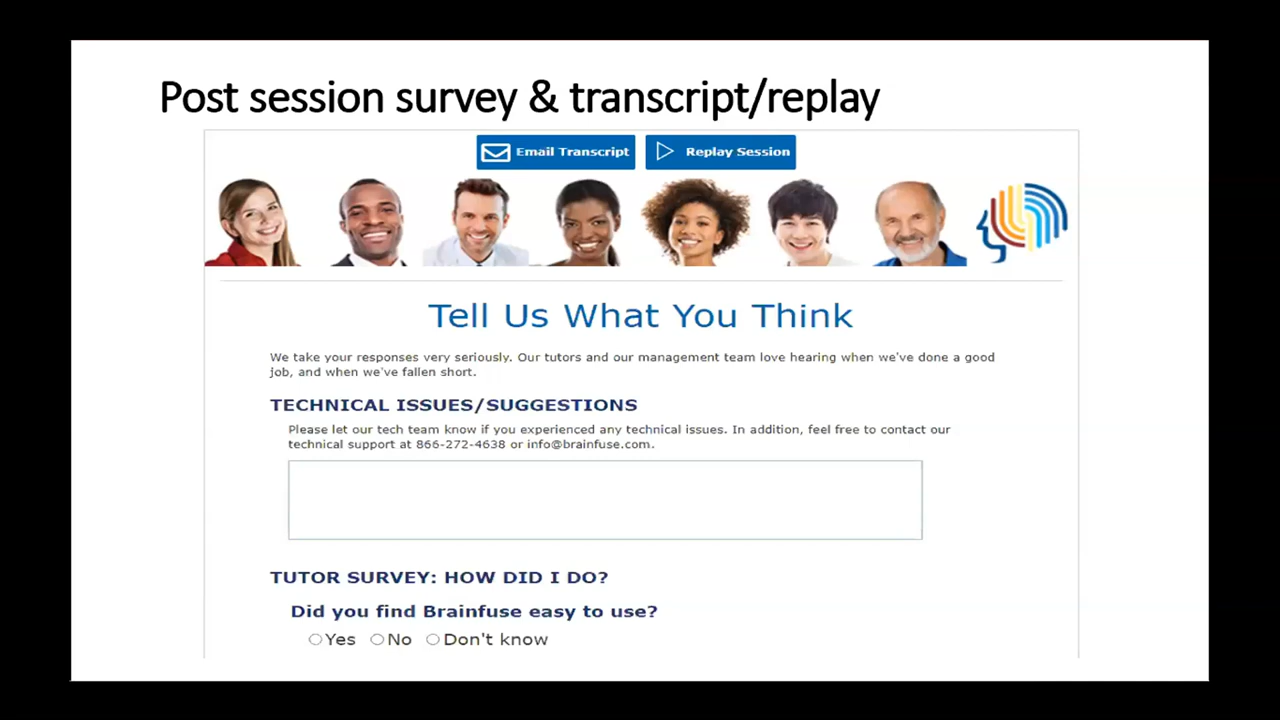 Post session survey & transcript/replay
Email Transcript
Replay Session
Tell Us What You Think
We take your responses very seriously. Our tutors and our management team love hearing when we've done a good
job, and when we've fallen short.
TECHNICAL ISSUES/SUGGESTIONS
Please let our tech team know if you experienced any technical issues. In addition, feel free to contact our
technical support at 866-272-4638 or info@brainfuse.com.
TUTOR SURVEY: HOW DID I DO?
Did you find Brainfuse easy to use?
Yes No Don't know